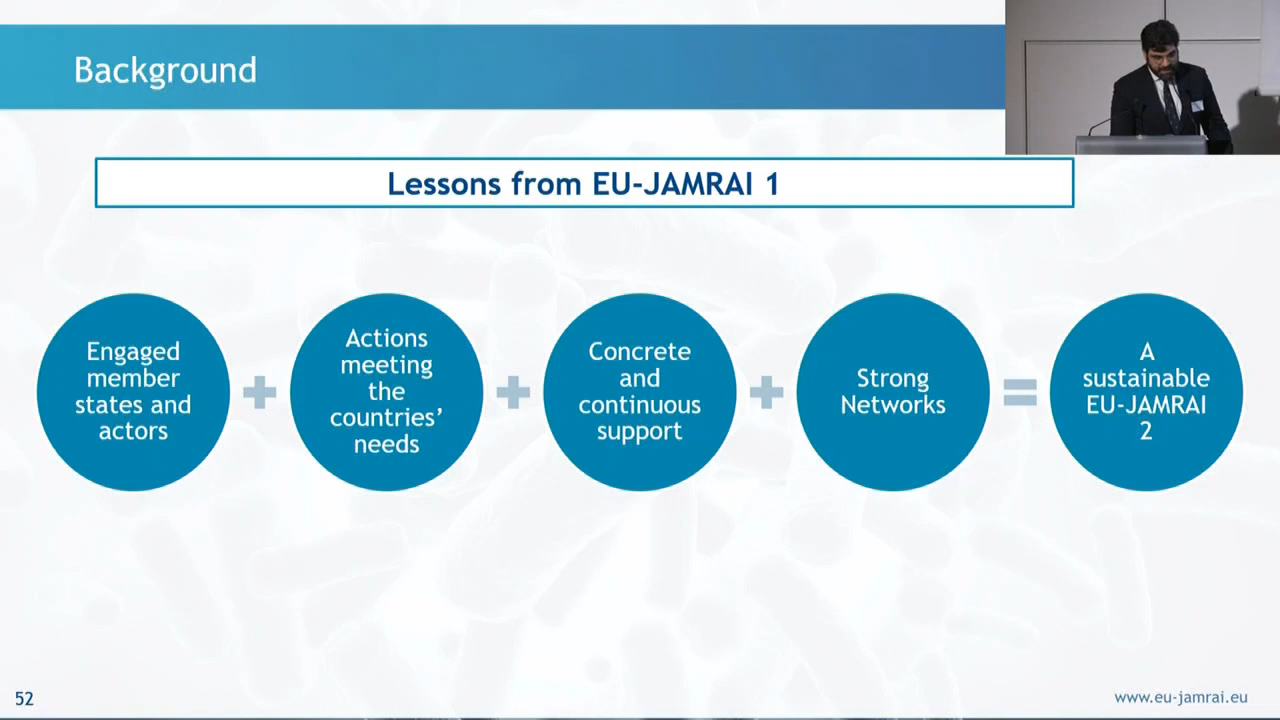 Background
Lessons from EU-JAMRAI 1
Engaged
member
states and
actors
Actions
meeting
the
countries’
needs
Concrete
and
continuous
support
Strong
Networks
A
sustainable
EU-JAMRAI
2
52
www.eu-jamrai.eu